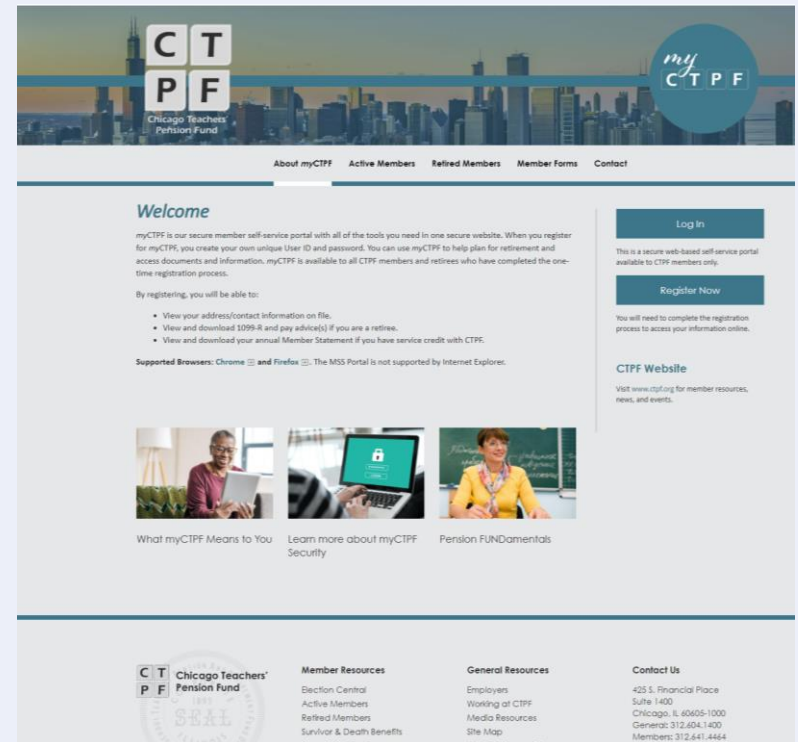 C T
P F
Chicago Teachers'
Pension Fund
my
C T P F
About myCTPF Active Members Retired Members Member Forms Contact
Welcome
myCTPF is our secure member self-service portal with all of the tools you need in one secure website. When you register
for myCTPF, you create your own unique User ID and password. You can use myCTPF to help plan for retirement and
access documents and information. myCTPF is available to all CTPF members and retirees who have completed the one-
time registration process.
By registering, you will be able to:
• View your address/contact information on file.
• View and download 1099-R and pay advice(s) if you are a retiree.
• View and download your annual Member Statement if you have service credit with CTPF.
Supported Browsers: Chrome and Firefox . The MSS Portal is not supported by Internet Explorer.
Log In
This is a secure web-based self-service portal
available to CTPF members only.
Register Now
You will need to complete the registration
process to access your information online.
CTPF Website
Visit www.ctpf.org for member resources,
news, and events.
What myCTPF Means to You
Learn more about myCTPF
Security
Pension FUNDamentals
C T
P F
Chicago Teachers'
Pension Fund
1895
SEAL
Member Resources
Election Central
Active Members
Retired Members
Survivor & Death Benefits
General Resources
Employers
Working at CTPF
Media Resources
Site Map
Contact Us
425 S. Financial Place
Suite 1400
Chicago, IL 60605-1000
General: 312.604.1400
Members: 312.641.4464